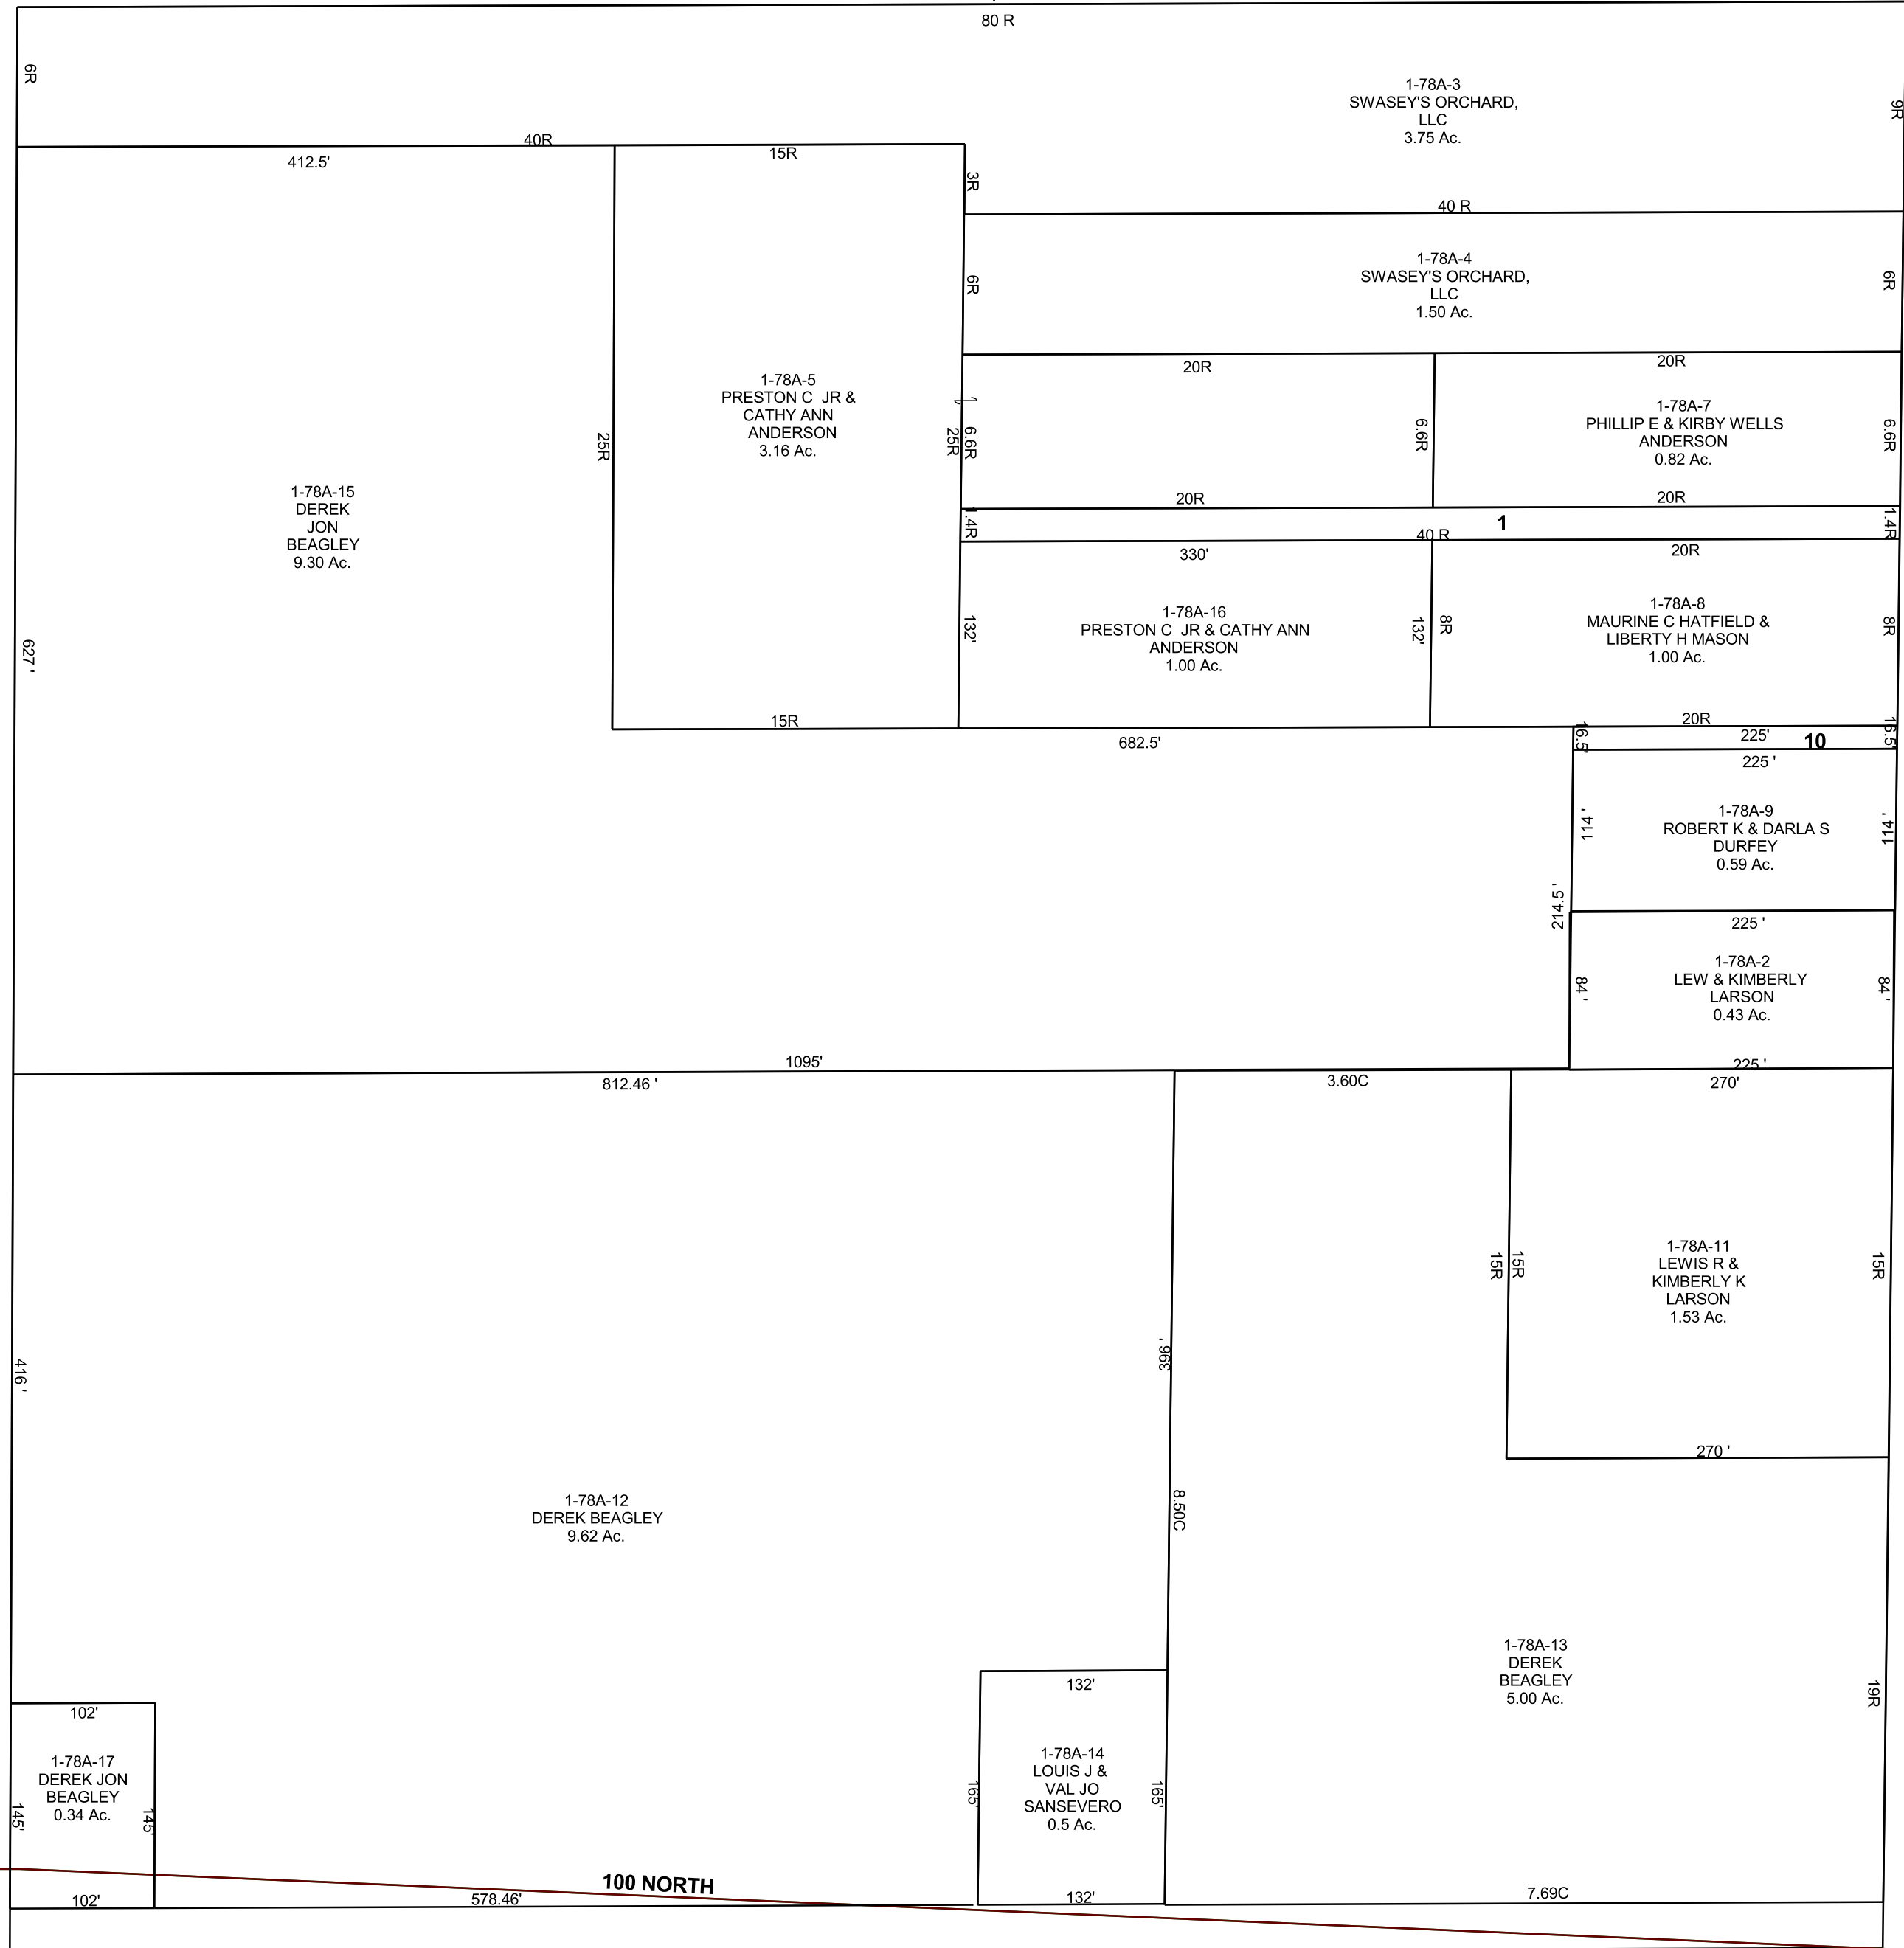 80 R
6R
1-78A-3
SWASEY'S ORCHARD,
LLC
3.75 Ac.
9R
40R
412.5'
15R
3R
40 R
1-78A-4
SWASEY'S ORCHARD,
LLC
1.50 Ac.
6R
6R
20R
20R
1-78A-5
PRESTON C JR &
CATHY ANN
ANDERSON
3.16 Ac.
25R
25R
6.6R
6.6R
1-78A-7
PHILLIP E & KIRBY WELLS
ANDERSON
0.82 Ac.
6.6R
1-78A-15
DEREK
JON
BEAGLEY
9.30 Ac.
20R
20R
1.4R
1
1.4R
40 R
330'
20R
627 '
132'
1-78A-16
PRESTON C JR & CATHY ANN
ANDERSON
1.00 Ac.
132'
8R
1-78A-8
MAURINE C HATFIELD &
LIBERTY H MASON
1.00 Ac.
8R
15R
20R
682.5'
16.5'
225'
10
16.5'
225 '
114 '
1-78A-9
ROBERT K & DARLA S
DURFEY
0.59 Ac.
114 '
214.5 '
225 '
84 '
1-78A-2
LEW & KIMBERLY
LARSON
0.43 Ac.
84 '
1095'
225 '
812.46 '
3.60C
270'
15R
15R
1-78A-11
LEWIS R &
KIMBERLY K
LARSON
1.53 Ac.
15R
416 '
396 '
270 '
1-78A-12
DEREK BEAGLEY
9.62 Ac.
8.50C
1-78A-13
DEREK
BEAGLEY
5.00 Ac.
19R
102'
132'
1-78A-17
DEREK JON
BEAGLEY
0.34 Ac.
145'
145'
1-78A-14
LOUIS J &
VAL JO
SANSEVERO
0.5 Ac.
165'
165'
100 NORTH
102'
578.46'
132'
7.69C